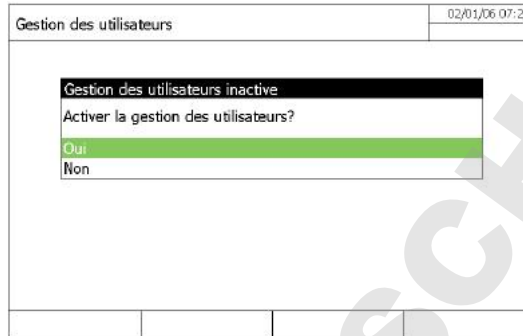 Gestion des utilisateurs
02/01/06 07:2
Gestion des utilisateurs inactive
Activer la gestion des utilisateurs?
Oui
Non
SCH